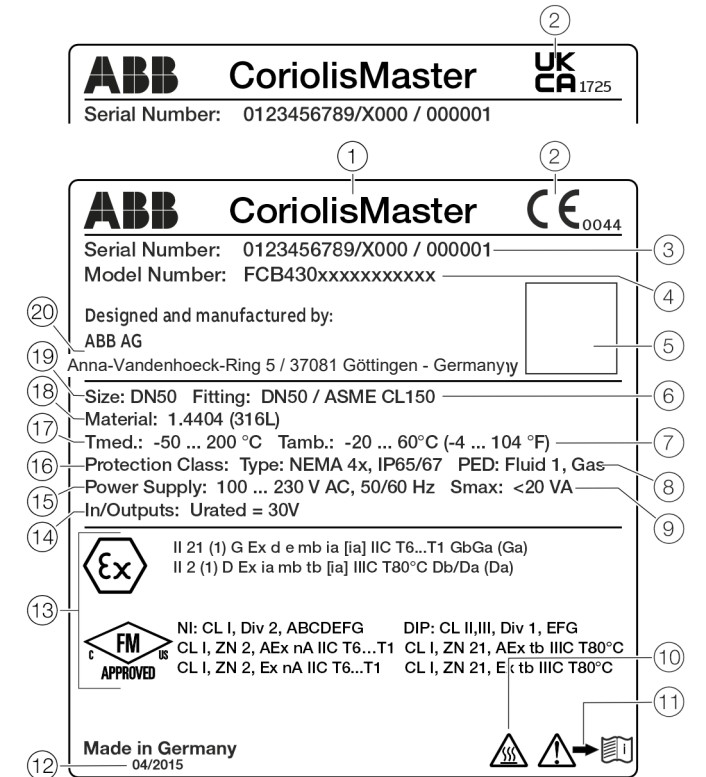 2
ABB CoriolisMaster UK CA 1725
Serial Number: 0123456789/X000 / 000001
1 2
ABB CoriolisMaster CE 0044
Serial Number: 0123456789/X000 / 000001 3
Model Number: FCB430xxxxxxxxxxx 4
Designed and manufactured by:
20 ABB AG 5
Anna-Vandenhoeck-Ring 5 / 37081 Göttingen - Germanyıy
19 Size: DN50 Fitting: DN50 / ASME CL150 6
18 Material: 1.4404 (316L)
17 Tmed.: -50 ... 200 °C Tamb.: -20 ... 60°C (-4 ... 104 °F) 7
16 Protection Class: Type: NEMA 4x, IP65/67 PED: Fluid 1, Gas 8
15 Power Supply: 100 ... 230 V AC, 50/60 Hz Smax: <20 VA 9
14 In/Outputs: Urated = 30V
Ex II 21 (1) G Ex d e mb ia [ia] IIC T6...T1 GbGa (Ga)
II 2 (1) D Ex ia mb tb [ia] IIIC T80°C Db/Da (Da)
13
NI: CL I, Div 2, ABCDEFG DIP: CL II,III, Div 1, EFG
C FM US CL I, ZN 2, AEx nA IIC T6...T1 CL I, ZN 21, AEx tb IIIC T80°C 10
APPROVED CL I, ZN 2, Ex nA IIC T6...T1 CL I, ZN 21, Ex tb IIIC T80°C
11
Made in Germany i
12 04/2015